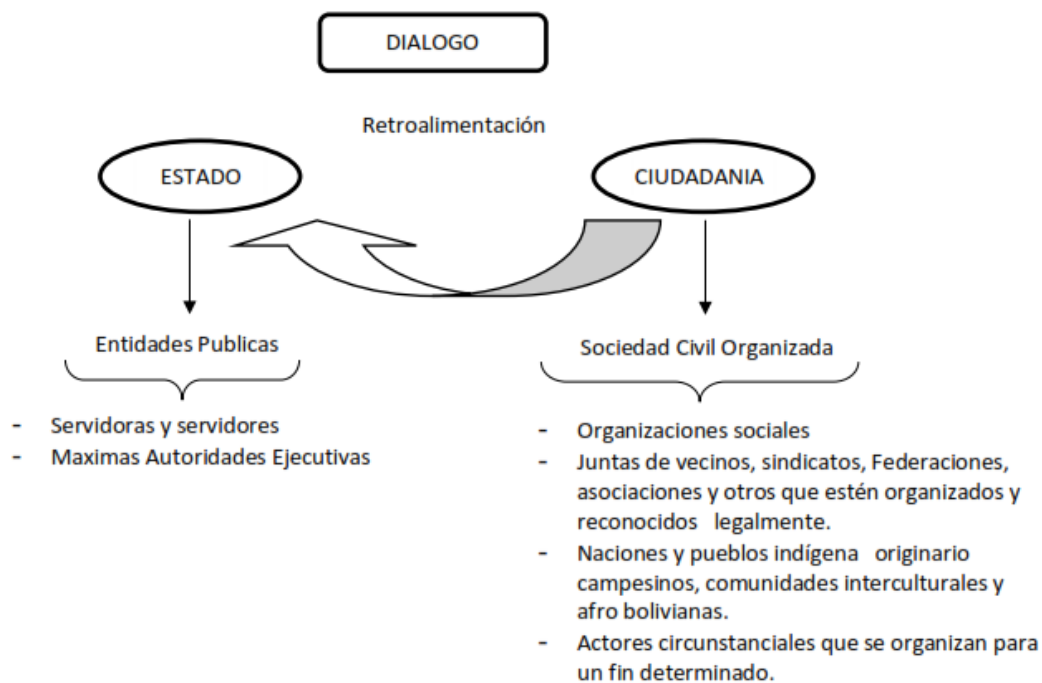 DIALOGO
Retroalimentación
ESTADO
CIUDADANIA
Entidades Publicas
- Servidoras y servidores
- Maximas Autoridades Ejecutivas
Sociedad Civil Organizada
- Organizaciones sociales
- Juntas de vecinos, sindicatos, Federaciones,
asociaciones y otros que estén organizados y
reconocidos legalmente.
- Naciones y pueblos indígena originario
campesinos, comunidades interculturales y
afro bolivianas.
- Actores circunstanciales que se organizan para
un fin determinado.